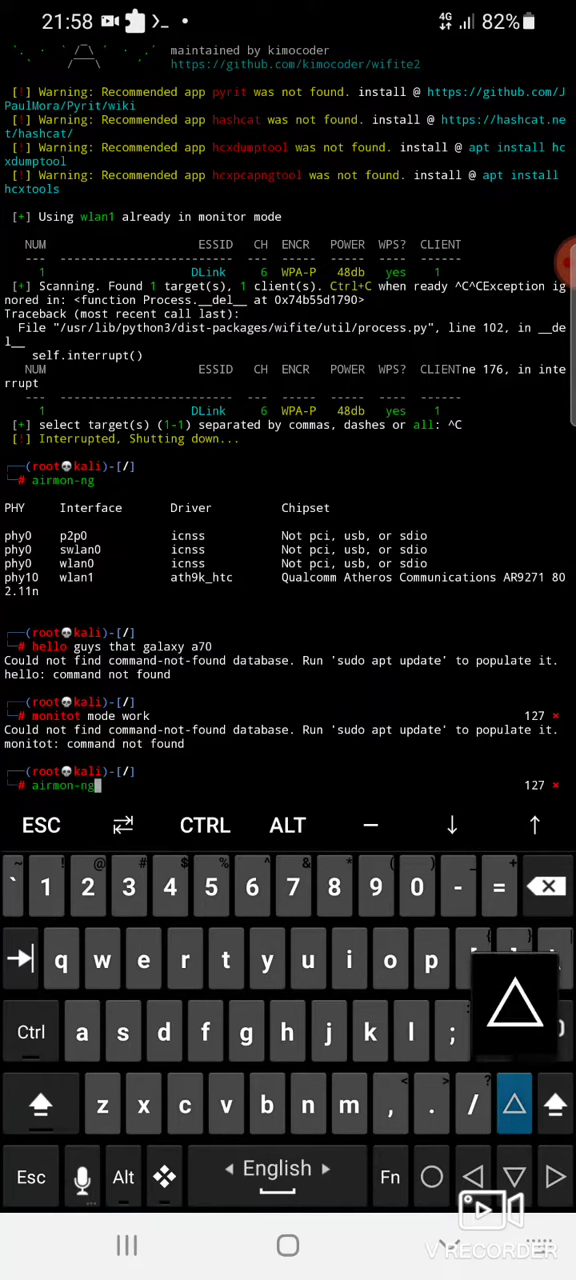 21:58 4G 82%
maintained by kimocoder
https://github.com/kimocoder/wifite2
[!] Warning: Recommended app pyrit was not found. install @ https://github.com/J
PaulMora/Pyrit/wiki
[!] Warning: Recommended app hashcat was not found. install @ https://hashcat.ne
t/hashcat/
[!] Warning: Recommended app hcxdumptool was not found. install @ apt install hc
xdumptool
[!] Warning: Recommended app hcxpcapngtool was not found. install @ apt install
hcxtools
[+] Using wlan1 already in monitor mode
NUM ESSID CH ENCR POWER WPS? CLIENT
--- ------------------------- --- ---- ----- ---- ------
1 DLink 6 WPA-P 48db yes 1
[+] Scanning. Found 1 target(s), 1 client(s). Ctrl+C when ready ^C^CException ig
nored in: <function Process.__del__ at 0x74b55d1790>
Traceback (most recent call last):
File "/usr/lib/python3/dist-packages/wifite/util/process.py", line 102, in __de
l__
self.interrupt()
NUM ESSID CH ENCR POWER WPS? CLIENTne 176, in inte
rrupt
--- ------------------------- --- ---- ----- ---- ------
1 DLink 6 WPA-P 48db yes 1
[+] select target(s) (1-1) separated by commas, dashes or all: ^C
[!] Interrupted, Shutting down...
┌──(root💀kali)-[/]
└─# airmon-ng
PHY Interface Driver Chipset
phy0 p2p0 icnss Not pci, usb, or sdio
phy0 swlan0 icnss Not pci, usb, or sdio
phy0 wlan0 icnss Not pci, usb, or sdio
phy10 wlan1 ath9k_htc Qualcomm Atheros Communications AR9271 80
2.11n
┌──(root💀kali)-[/]
└─# hello guys that galaxy a70
Could not find command-not-found database. Run 'sudo apt update' to populate it.
hello: command not found
┌──(root💀kali)-[/]
└─# monitot mode work 127 ×
Could not find command-not-found database. Run 'sudo apt update' to populate it.
monitot: command not found
┌──(root💀kali)-[/]
└─# airmon-ng 127 ×
ESC ⇄ CTRL ALT — ↓ ↑
~ ! @ # $ % ^ & * ( ) _ +
` 1 2 3 4 5 6 7 8 9 0 - =
{ }
q w e r t y u i o p [ ] \
:
Ctrl a s d f g h j k l ;
< > ?
z x c v b n m , . /
Esc Alt English Fn
V RECORDER